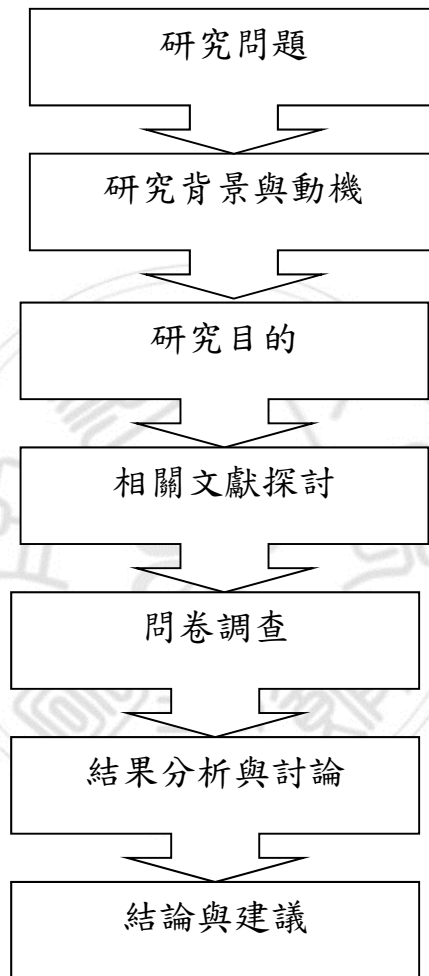 研究問題
研究背景與動機
研究目的
相關文獻探討
問卷調查
結果分析與討論
結論與建議